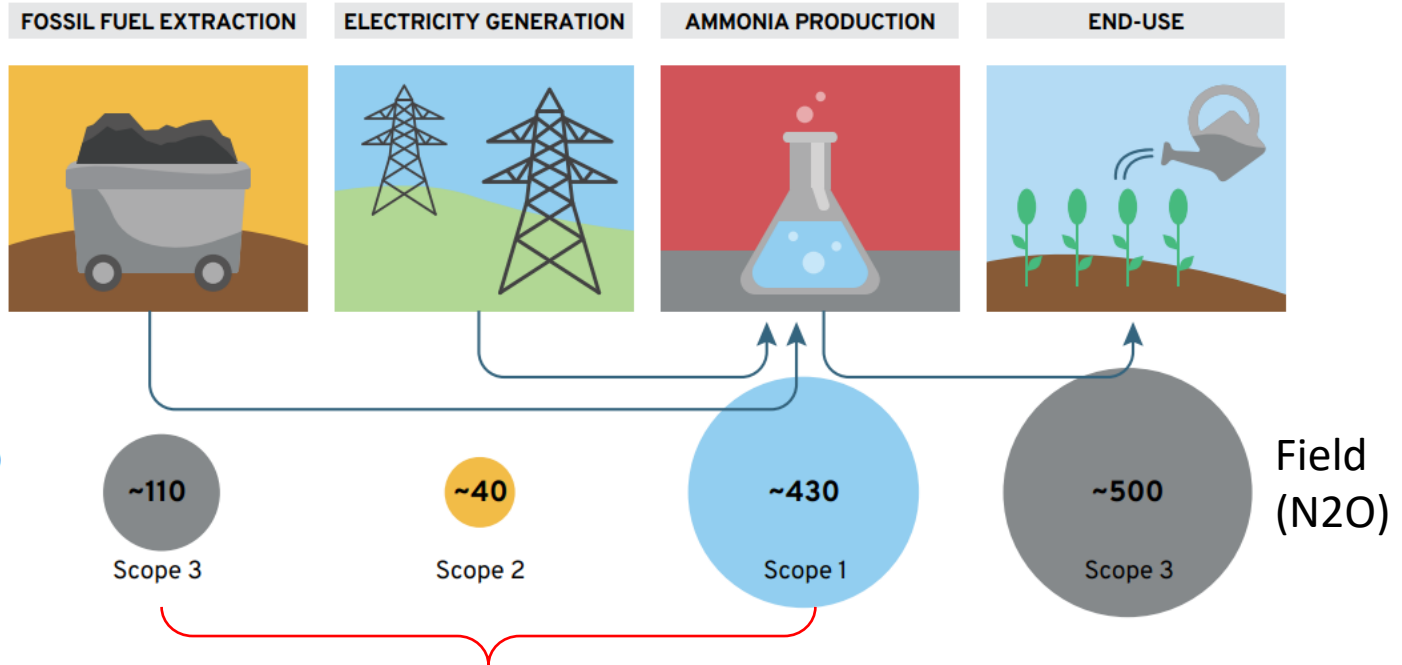 FOSSIL FUEL EXTRACTION
ELECTRICITY GENERATION
AMMONIA PRODUCTION
END-USE
~110
~40
~430
~500
Field
(N2O)
Scope 3
Scope 2
Scope 1
Scope 3